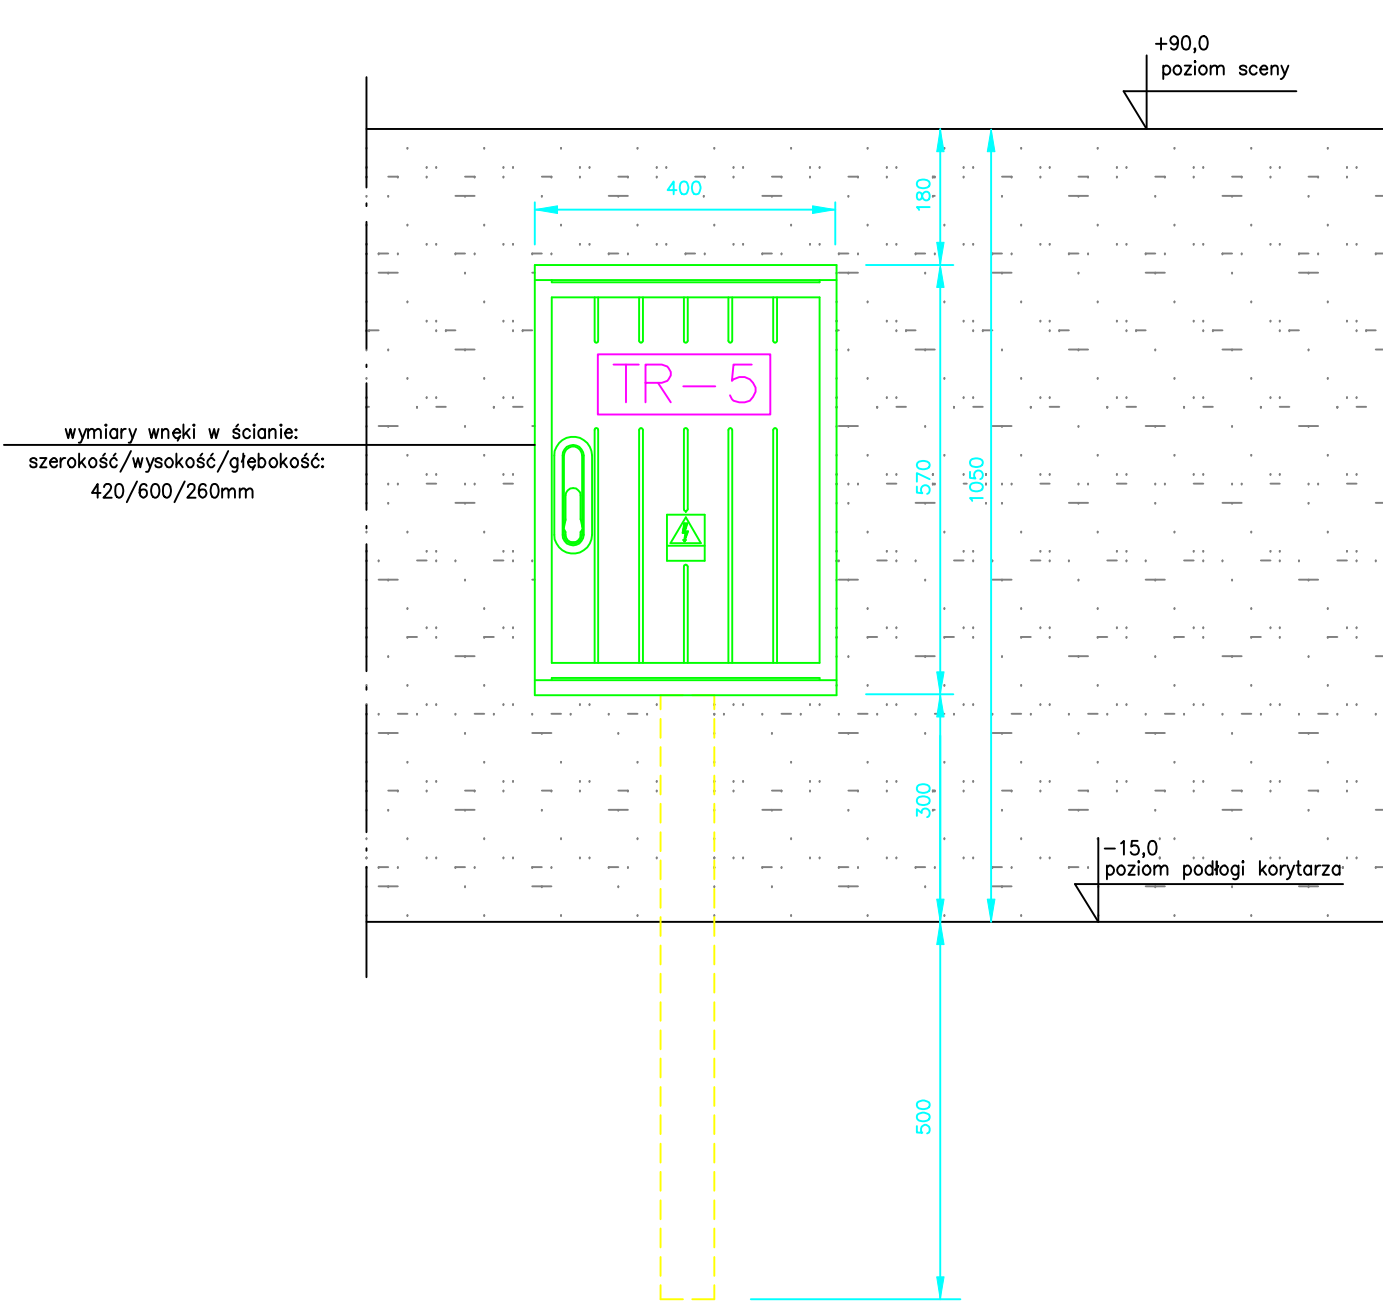 +90,0
poziom sceny
400
180
TR-5
wymiary wnęki w ścianie:
szerokość/wysokość/głębokość:
420/600/260mm
570
1050
300
-15,0
poziom podłogi korytarza
500